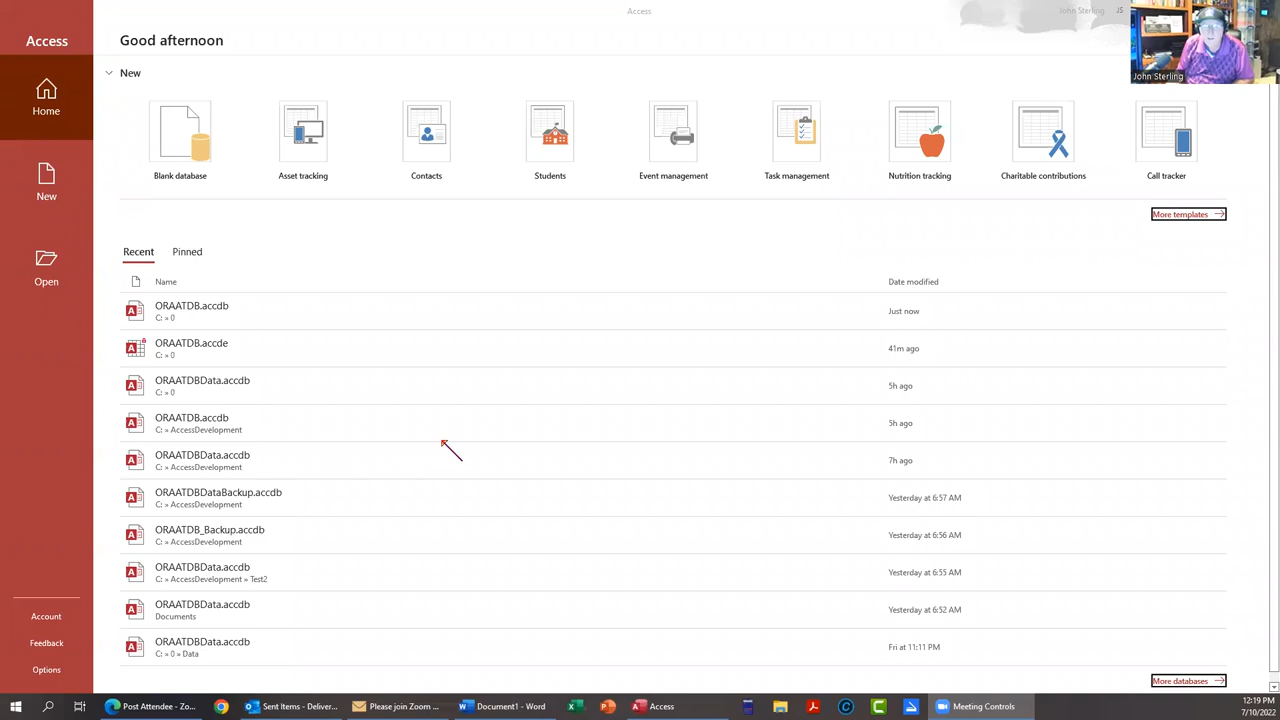 Access
John Sterling
JS
Access
Good afternoon
John Sterling
New
Home
Blank database
Asset tracking
Contacts
Students
Event management
Task management
Nutrition tracking
Charitable contributions
Call tracker
New
More templates
Recent
Pinned
Open
Name
Date modified
ORAATDB.accdb
C: » 0
Just now
ORAATDB.accde
C: » 0
41m ago
ORAATDBData.accdb
C: » 0
5h ago
ORAATDB.accdb
C: » AccessDevelopment
5h ago
ORAATDBData.accdb
C: » AccessDevelopment
7h ago
ORAATDBDataBackup.accdb
C: » AccessDevelopment
Yesterday at 6:57 AM
ORAATDB_Backup.accdb
C: » AccessDevelopment
Yesterday at 6:56 AM
ORAATDBData.accdb
C: » AccessDevelopment » Test2
Yesterday at 6:55 AM
ORAATDBData.accdb
Documents
Yesterday at 6:52 AM
ORAATDBData.accdb
C: » 0 » Data
Fri at 11:11 PM
Account
Feedback
Options
More databases
Post Attendee - Zo...
Sent Items - Deliver...
Please join Zoom ...
Document1 - Word
Access
Meeting Controls
12:19 PM
7/10/2022